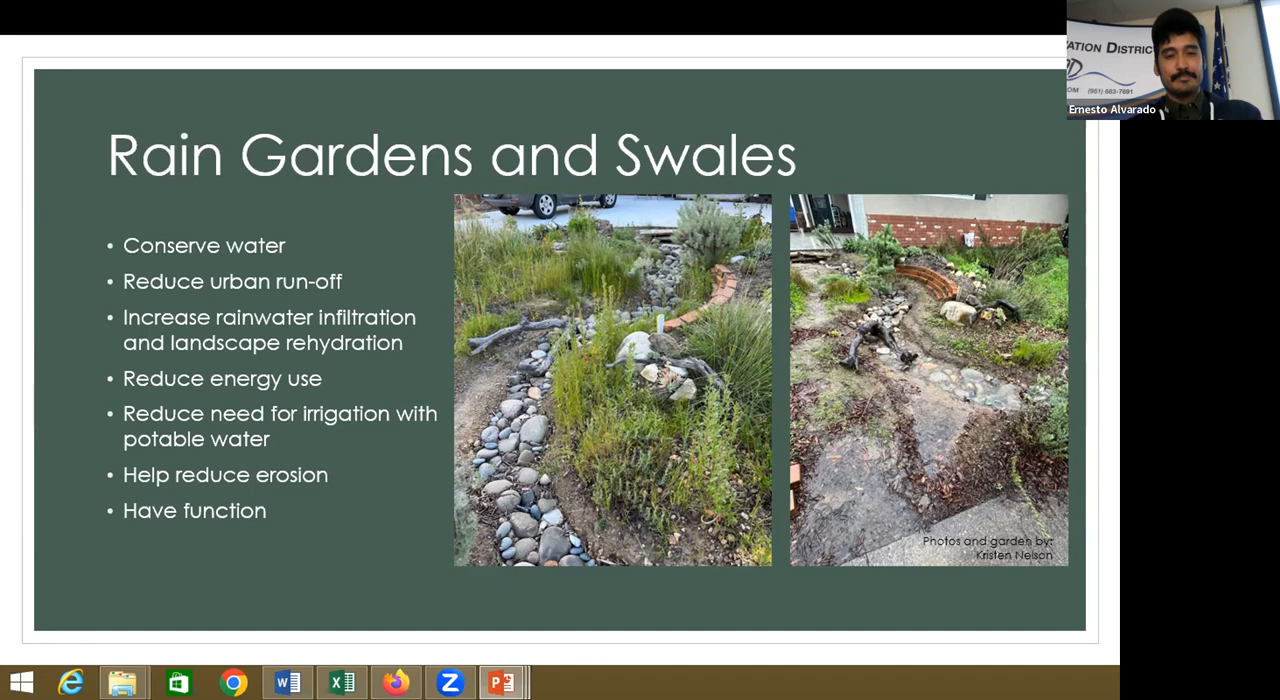 ATION DISTRIC
OM (951) 683-7691
Ernesto Alvarado
Rain Gardens and Swales
• Conserve water
• Reduce urban run-off
• Increase rainwater infiltration
and landscape rehydration
• Reduce energy use
• Reduce need for irrigation with
potable water
• Help reduce erosion
• Have function
Photos and garden by:
Kristen Nelson